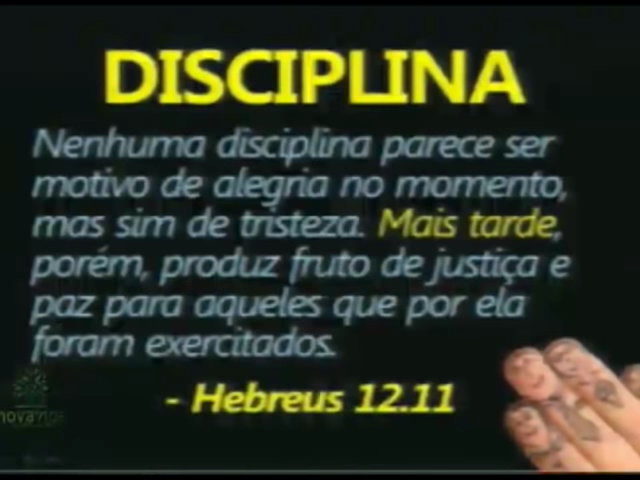 DISCIPLINA
Nenhuma disciplina parece ser
motivo de alegria no momento,
mas sim de tristeza. Mais tarde,
porém, produz fruto de justiça e
paz para aqueles que por ela
foram exercitados.
- Hebreus 12.11